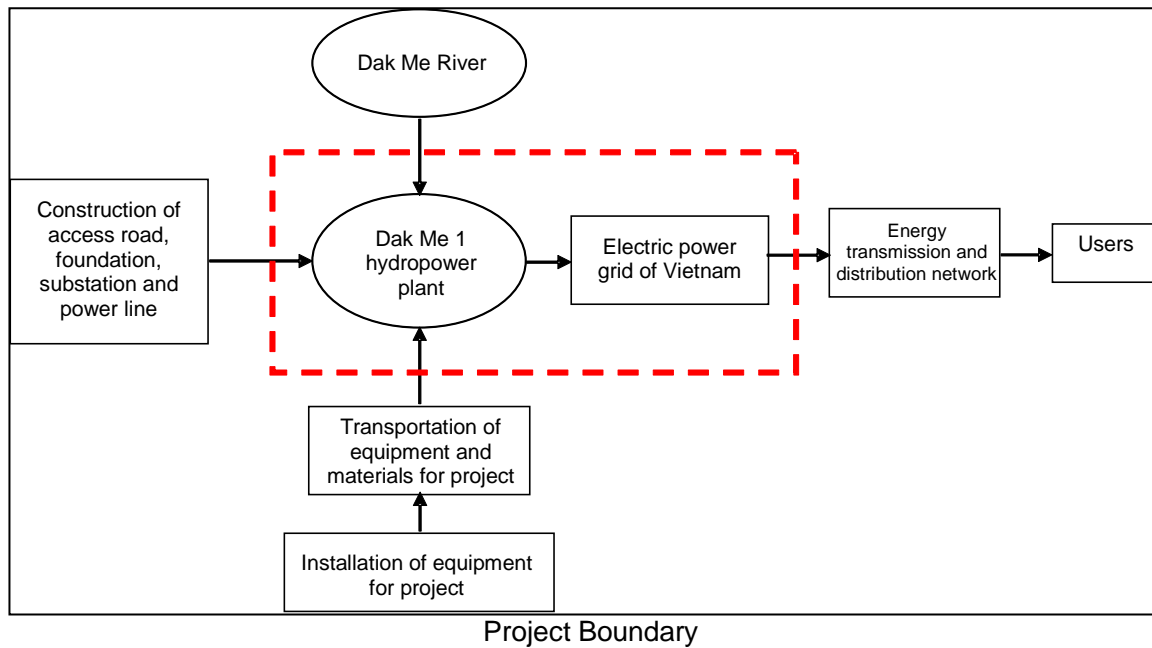 Dak Me River
Construction of
access road,
foundation,
substation and
power line
Dak Me 1
hydropower
plant
Electric power
grid of Vietnam
Energy
transmission and
distribution network
Users
Transportation of
equipment and
materials for project
Installation of equipment
for project
Project Boundary